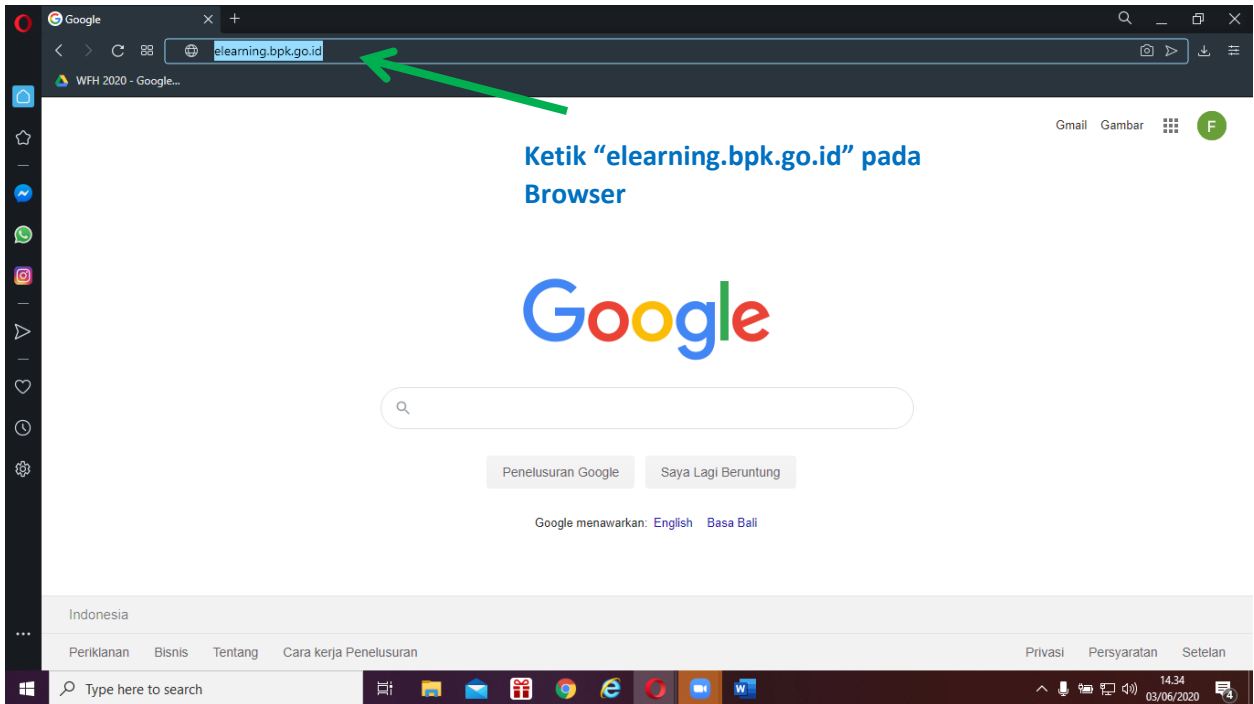 Google
elearning.bpk.go.id
WFH 2020 - Google...
Gmail Gambar
F
Ketik “elearning.bpk.go.id” pada
Browser
Google
Penelusuran Google Saya Lagi Beruntung
Google menawarkan: English Basa Bali
Indonesia
Periklanan Bisnis Tentang Cara kerja Penelusuran Privasi Persyaratan Setelan
Type here to search
14.34
03/06/2020
4